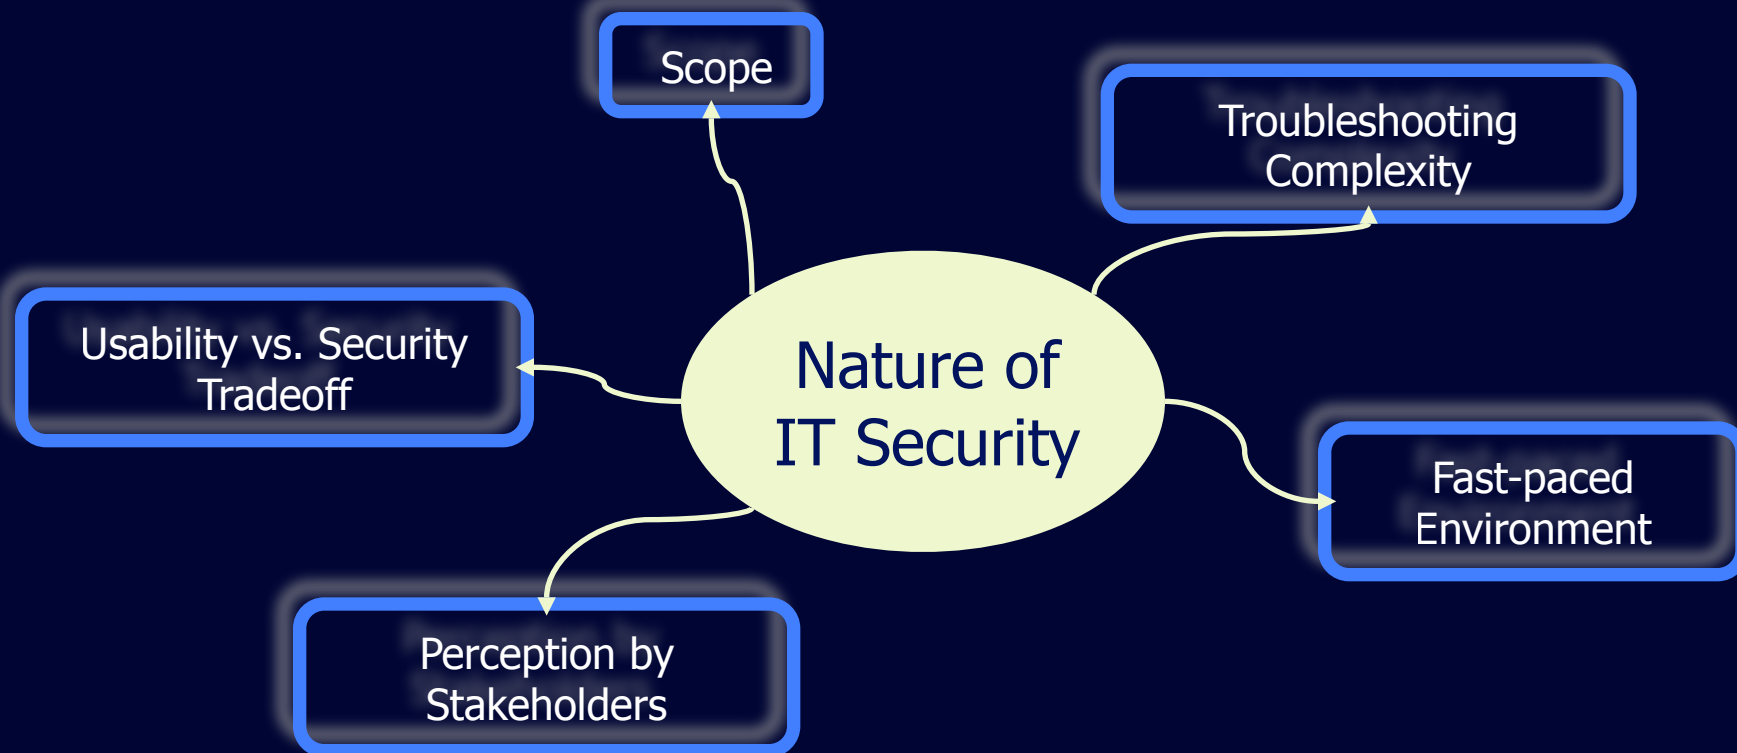 Scope
Troubleshooting
Complexity
Usability vs. Security
Tradeoff
Nature of
IT Security
Fast-paced
Environment
Perception by
Stakeholders